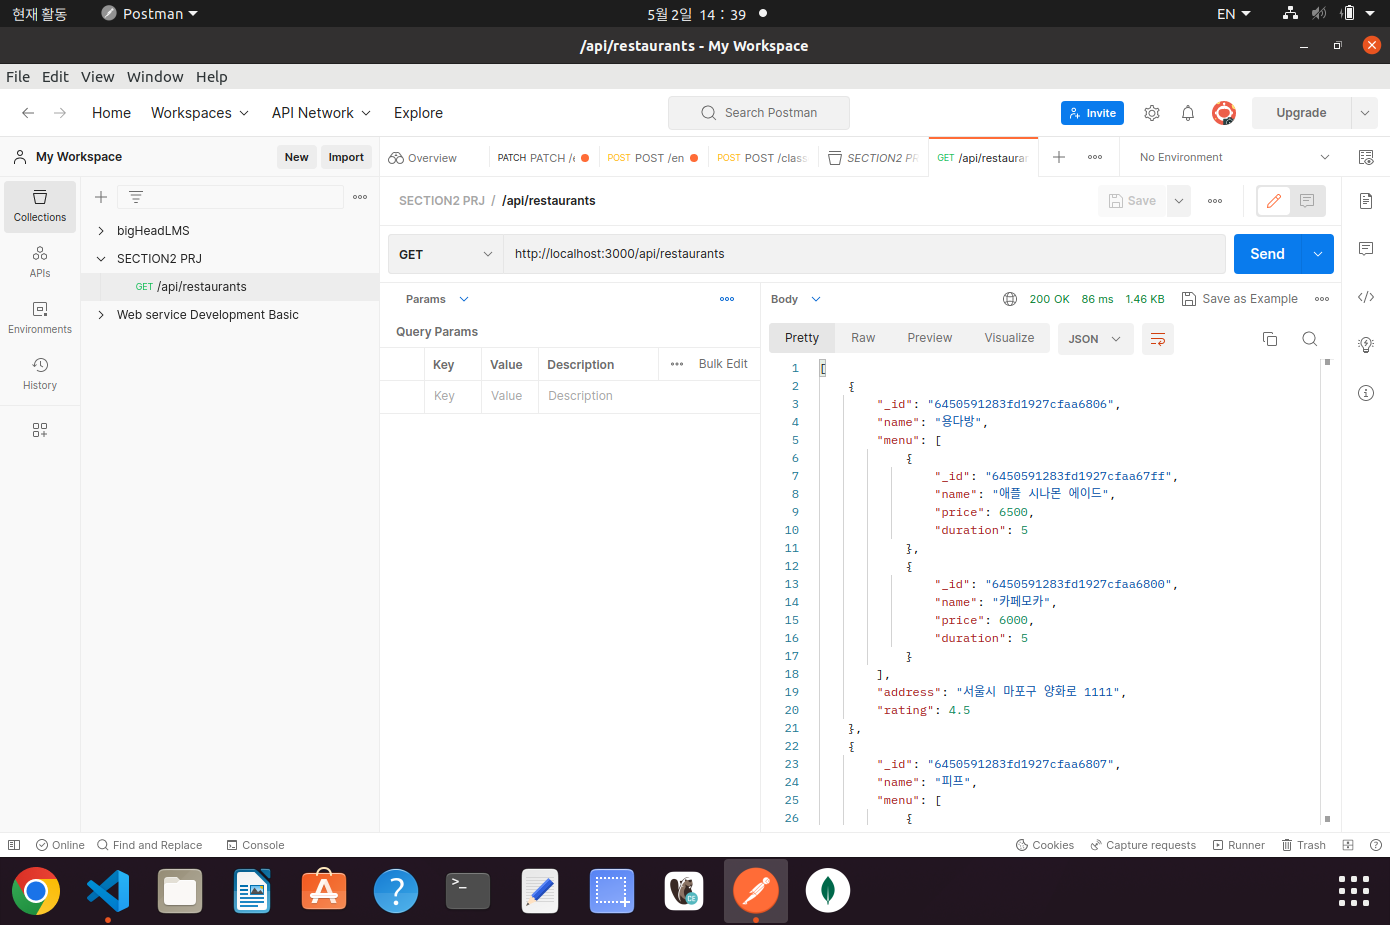 현재 활동
Postman
5월 2일 14 : 39
EN
/api/restaurants - My Workspace
File Edit View Window Help
Home Workspaces API Network Explore
Search Postman
Invite
Upgrade
My Workspace
New Import
Overview
PATCH PATCH /e
POST POST /en
POST POST /class
SECTION2 PR
GET /api/restauran
No Environment
Collections
APIs
Environments
History
bigHeadLMS
SECTION2 PRJ
GET /api/restaurants
Web service Development Basic
SECTION2 PRJ / /api/restaurants
Save
GET http://localhost:3000/api/restaurants
Send
Params
Query Params
Key Value Description Bulk Edit
Key Value Description
Body 200 OK 86 ms 1.46 KB Save as Example
Pretty Raw Preview Visualize JSON
1 [
2 {
3 "_id": "6450591283fd1927cfaa6806",
4 "name": "용다방",
5 "menu": [
6 {
7 "_id": "6450591283fd1927cfaa67ff",
8 "name": "애플 시나몬 에이드",
9 "price": 6500,
10 "duration": 5
11 },
12 {
13 "_id": "6450591283fd1927cfaa6800",
14 "name": "카페모카",
15 "price": 6000,
16 "duration": 5
17 }
18 ],
19 "address": "서울시 마포구 양화로 1111",
20 "rating": 4.5
21 },
22 {
23 "_id": "6450591283fd1927cfaa6807",
24 "name": "피프",
25 "menu": [
26 {
Online Find and Replace Console
Cookies Capture requests Runner Trash